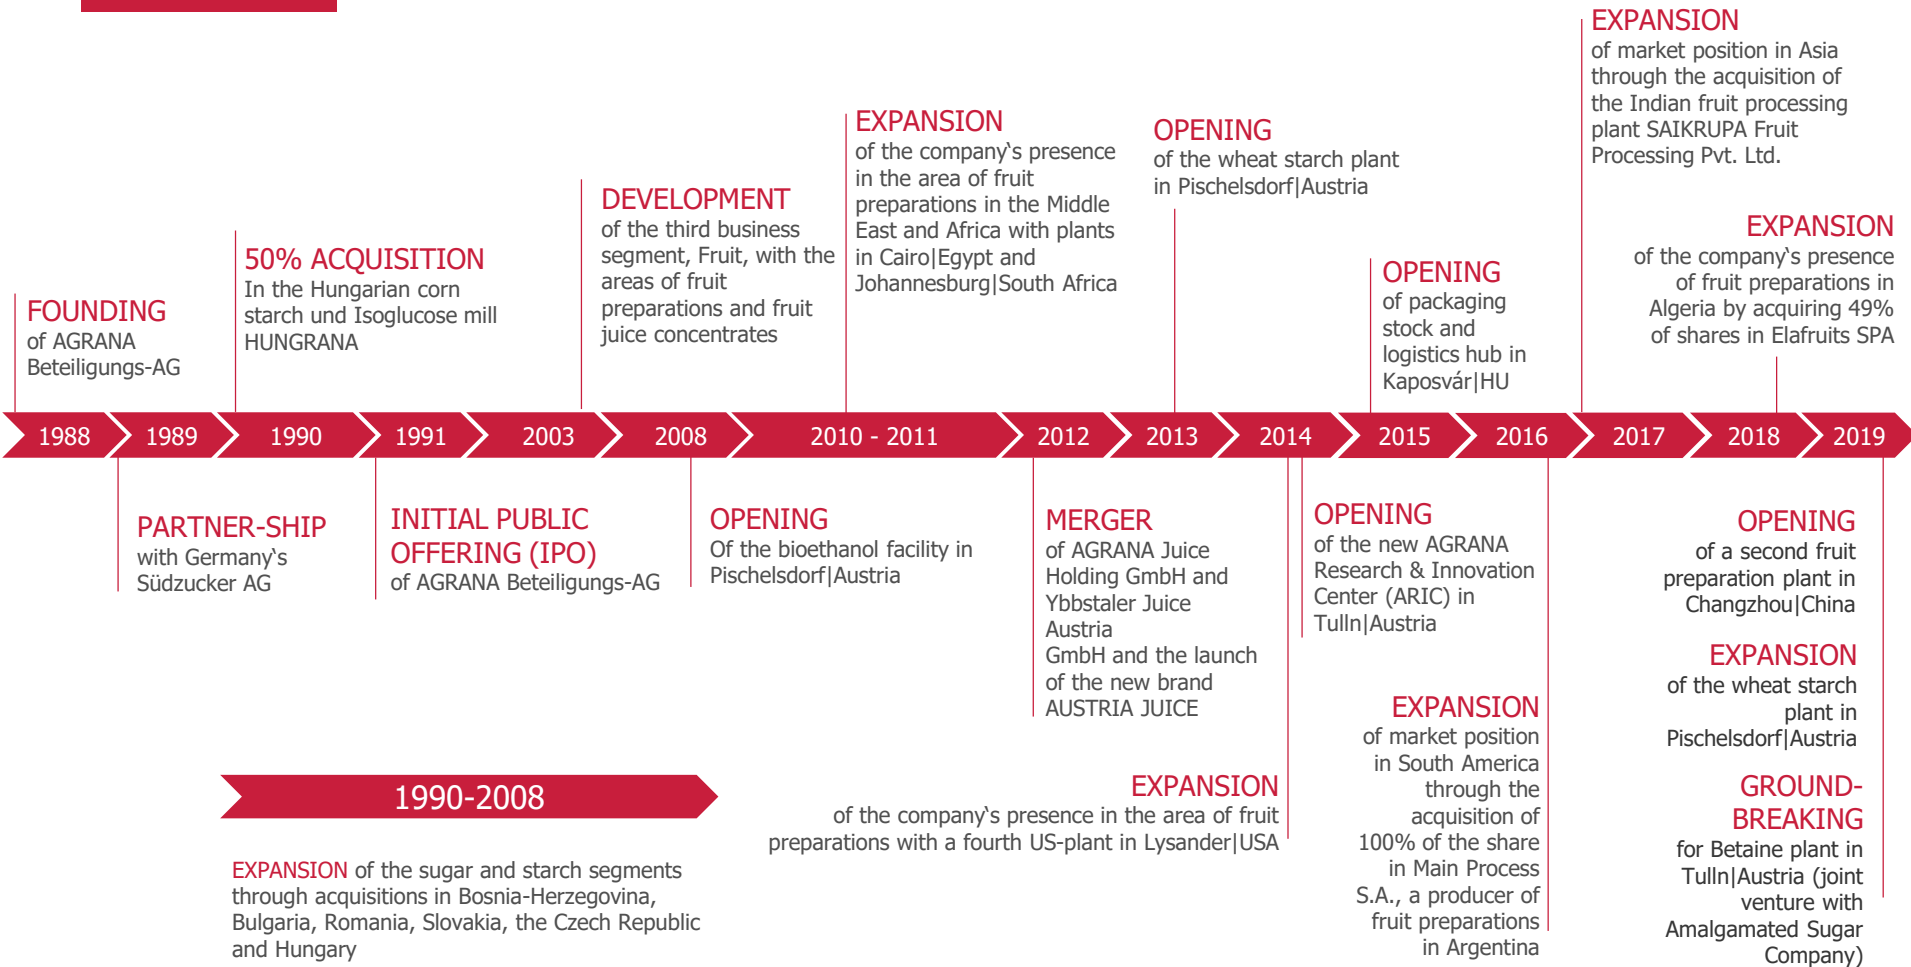 EXPANSION
of market position in Asia
through the acquisition of
the Indian fruit processing
plant SAIKRUPA Fruit
Processing Pvt. Ltd.
EXPANSION
of the company‘s presence
in the area of fruit
preparations in the Middle
East and Africa with plants
in Cairo|Egypt and
Johannesburg|South Africa
OPENING
of the wheat starch plant
in Pischelsdorf|Austria
DEVELOPMENT
of the third business
segment, Fruit, with the
areas of fruit
preparations and fruit
juice concentrates
EXPANSION
of the company‘s presence
of fruit preparations in
Algeria by acquiring 49%
of shares in Elafruits SPA
50% ACQUISITION
In the Hungarian corn
starch und Isoglucose mill
HUNGRANA
OPENING
of packaging
stock and
logistics hub in
Kaposvár|HU
FOUNDING
of AGRANA
Beteiligungs-AG
1988 1989 1990 1991 2003 2008 2010 - 2011 2012 2013 2014 2015 2016 2017 2018 2019
PARTNER-SHIP
with Germany‘s
Südzucker AG
INITIAL PUBLIC
OFFERING (IPO)
of AGRANA Beteiligungs-AG
OPENING
Of the bioethanol facility in
Pischelsdorf|Austria
MERGER
of AGRANA Juice
Holding GmbH and
Ybbstaler Juice
Austria
GmbH and the launch
of the new brand
AUSTRIA JUICE
OPENING
of the new AGRANA
Research & Innovation
Center (ARIC) in
Tulln|Austria
OPENING
of a second fruit
preparation plant in
Changzhou|China
EXPANSION
of the wheat starch
plant in
Pischelsdorf|Austria
EXPANSION
of market position
in South America
through the
acquisition of
100% of the share
in Main Process
S.A., a producer of
fruit preparations
in Argentina
GROUND-
BREAKING
for Betaine plant in
Tulln|Austria (joint
venture with
Amalgamated Sugar
Company)
EXPANSION
of the company‘s presence in the area of fruit
preparations with a fourth US-plant in Lysander|USA
1990-2008
EXPANSION of the sugar and starch segments
through acquisitions in Bosnia-Herzegovina,
Bulgaria, Romania, Slovakia, the Czech Republic
and Hungary